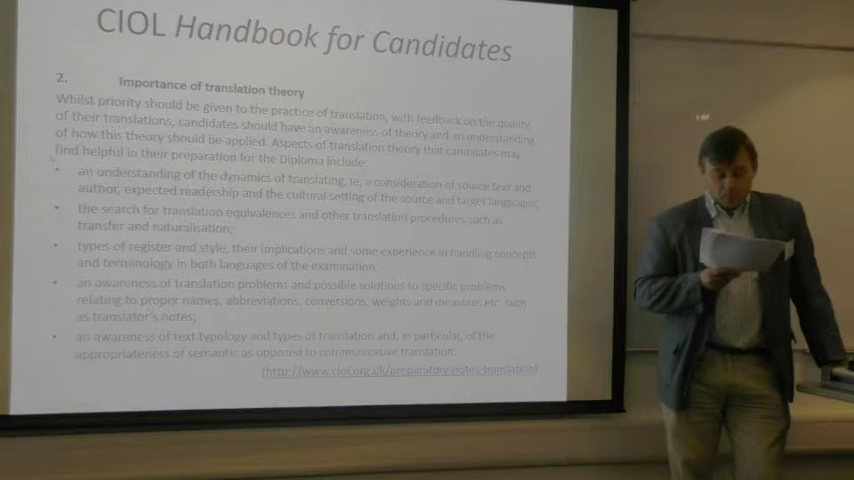 CIOL Handbook for Candidates
2. Importance of translation theory
Whilst priority should be given to the practice of translation, with feedback on the quality
of their translations, candidates should have an awareness of theory and an understanding
of how this theory should be applied. Aspects of translation theory that candidates may
find helpful in their preparation for the Diploma include:
• an understanding of the dynamics of translating, ie, a consideration of source text and
author, expected readership and the cultural setting of the source and target languages;
• the search for translation equivalences and other translation procedures such as
transfer and naturalisation;
• types of register and style, their implications and some experience in handling concepts
and terminology in both languages of the examination;
• an awareness of translation problems and possible solutions to specific problems
relating to proper names, abbreviations, conversions, weights and measures etc. such
as translator's notes;
• an awareness of text typology and types of translation and, in particular, of the
appropriateness of semantic as opposed to communicative translation.
(http://www.ciol.org.uk/preparatory-notes-translation)